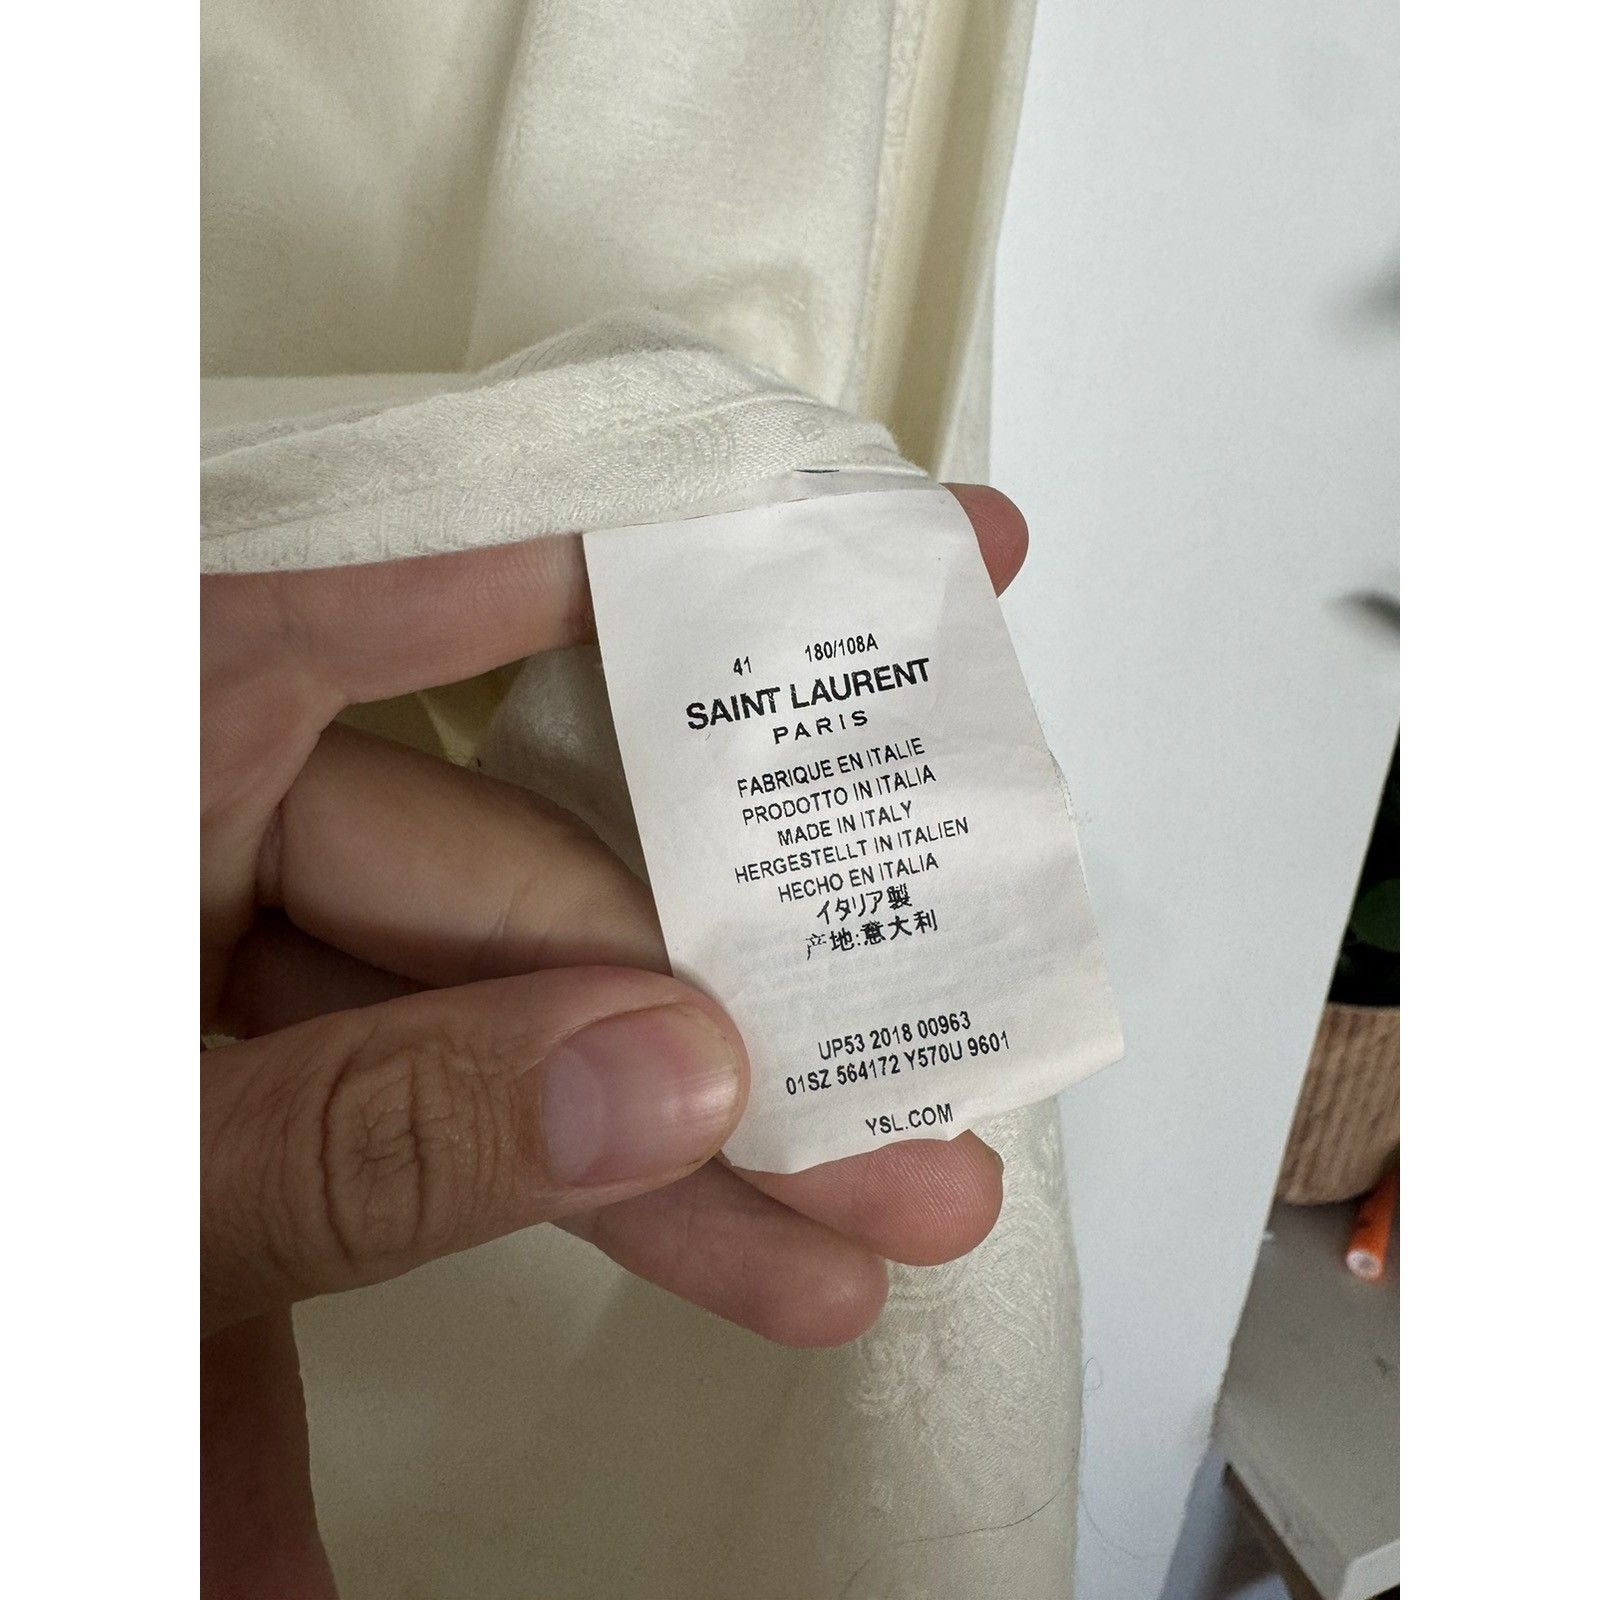 41 180/108A
SAINT LAURENT
PARIS
FABRIQUE EN ITALIE
PRODOTTO IN ITALIA
MADE IN ITALY
HERGESTELLT IN ITALIEN
HECHO EN ITALIA
イタリア製
产地:意大利
UP53 2018 00963
01SZ 564172 Y570U 9601
YSL.COM